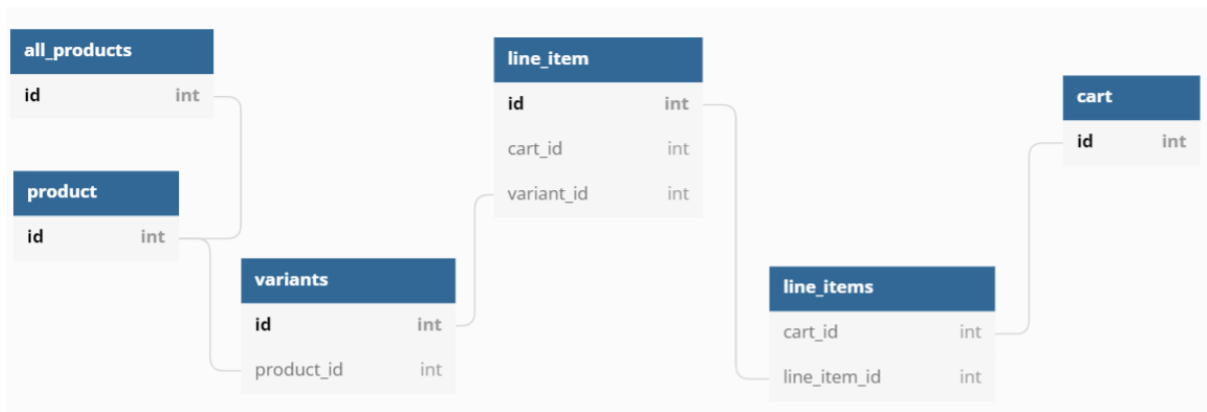 all_products
id int
product
id int
variants
id int
product_id int
line_item
id int
cart_id int
variant_id int
line_items
cart_id int
line_item_id int
cart
id int